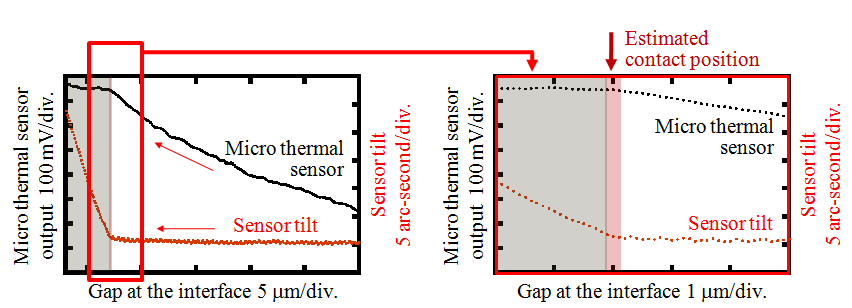 Estimated
contact position
Micro thermal sensor
output 100 mV/div.
Micro thermal
sensor
Sensor tilt
Sensor tilt
5 arc-second/div.
Gap at the interface 5 μm/div.
Micro thermal sensor
output 100 mV/div.
Micro thermal
sensor
Sensor tilt
Sensor tilt
5 arc-second/div.
Gap at the interface 1 μm/div.